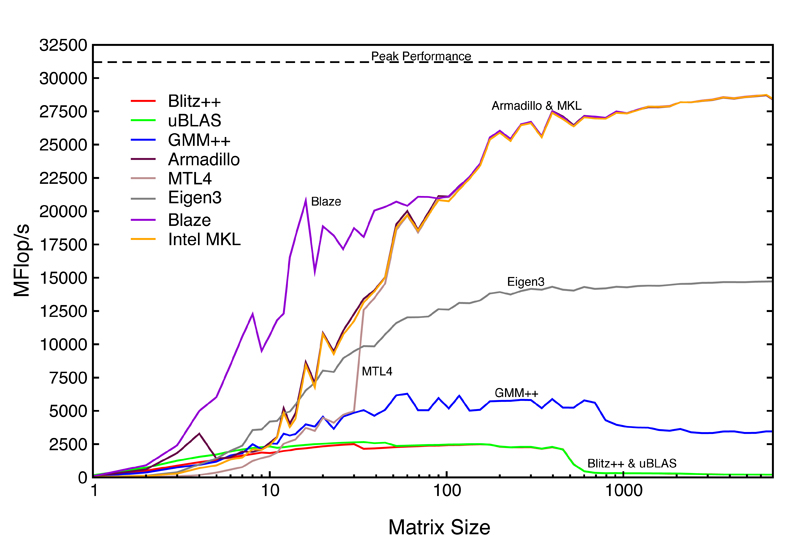 32500
Peak Performance
30000
27500
Armadillo & MKL
25000
22500
20000
17500
15000
12500
10000
7500
5000
2500
0
Blitz++
uBLAS
GMM++
Armadillo
MTL4
Eigen3
Blaze
Intel MKL
Blaze
Eigen3
MTL4
GMM++
Blitz++ & uBLAS
MFlop/s
1
10
100
1000
Matrix Size